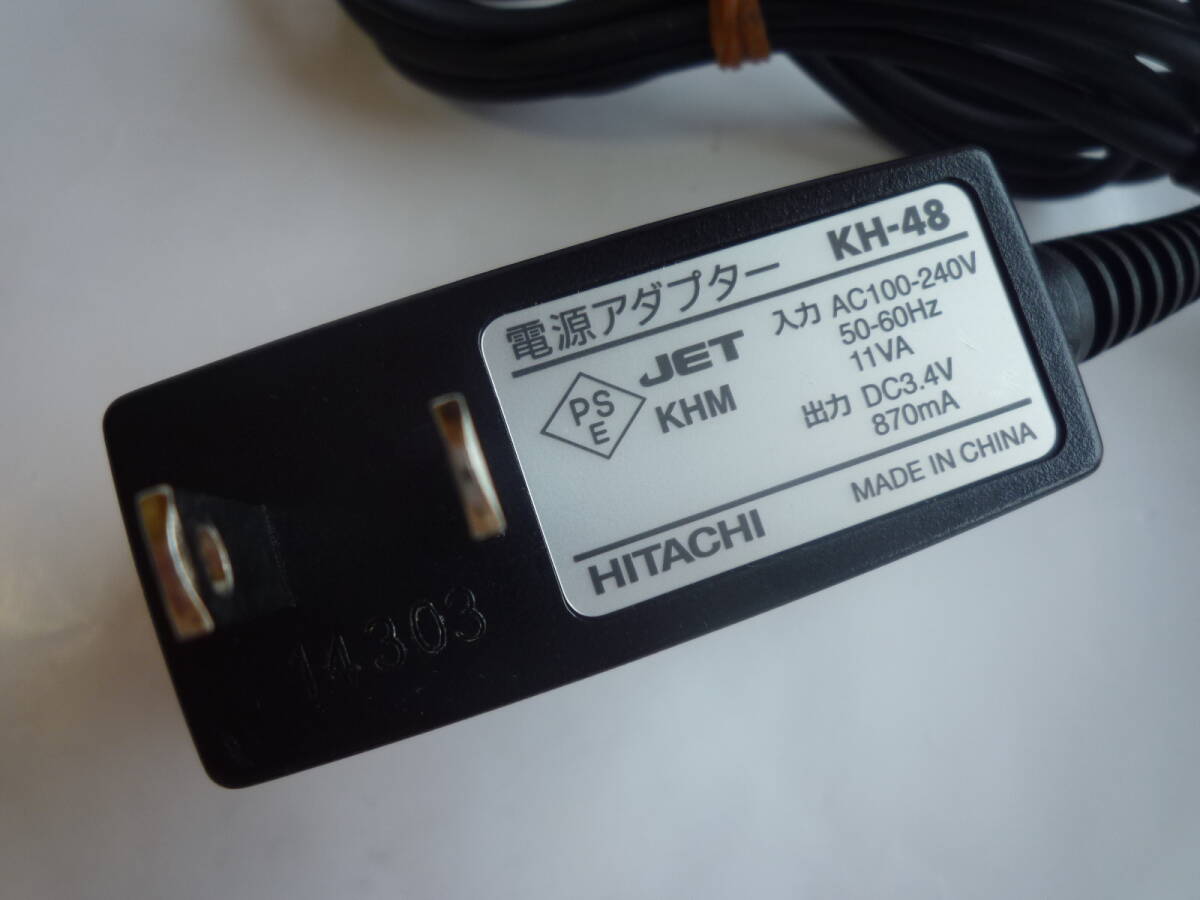 電源アダプター KH-48
PS
E
JET
KHM
入力 AC100-240V
50-60Hz
11VA
出力 DC3.4V
870mA
MADE IN CHINA
HITACHI
14303